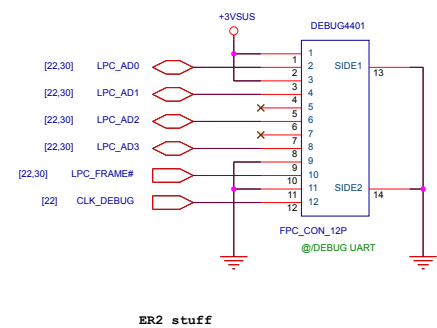 +3VSUS
DEBUG4401
1 1
[22,30] LPC_AD0 2 2 SIDE1 13
3 3
[22,30] LPC_AD1 4 4
5 5
[22,30] LPC_AD2 6 6
7 7
[22,30] LPC_AD3 8 8
9 9
[22,30] LPC_FRAME# 10 10
11 11 SIDE2 14
[22] CLK_DEBUG 12 12
FPC_CON_12P
@/DEBUG UART
ER2 stuff